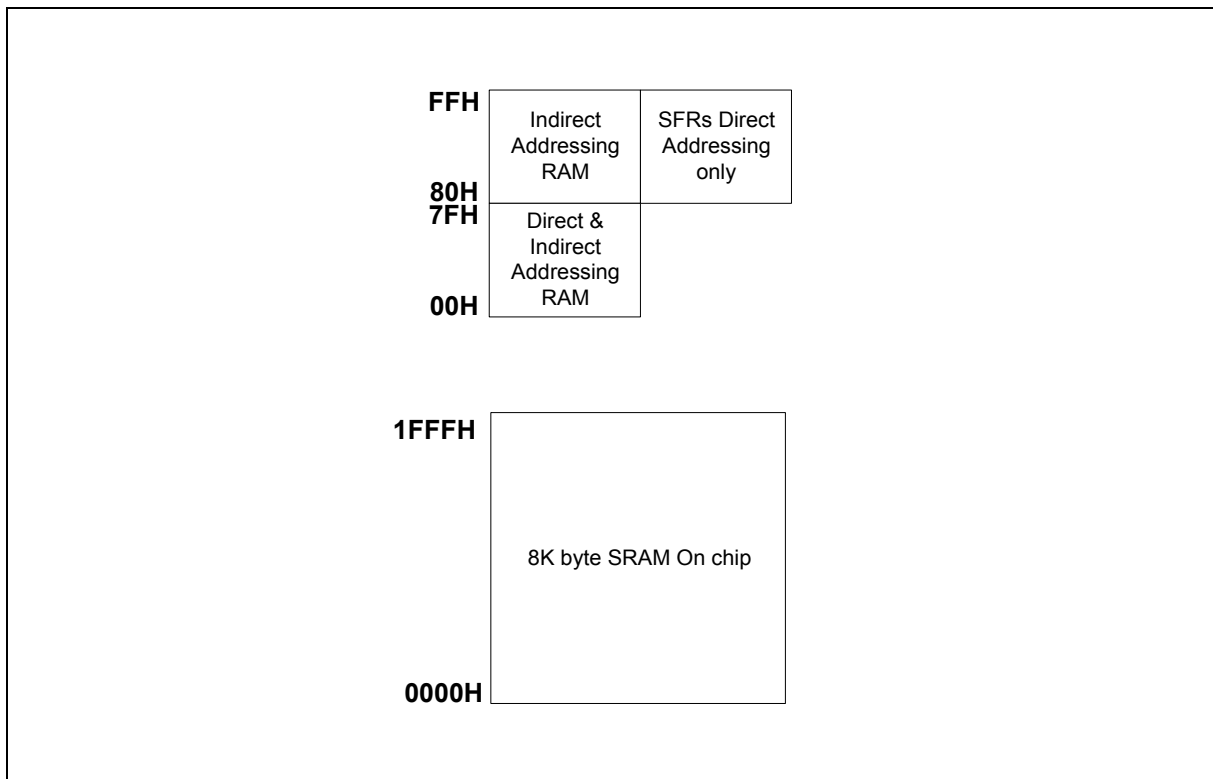 FFH
Indirect
Addressing
RAM
SFRs Direct
Addressing
only
80H
7FH
Direct &
Indirect
Addressing
RAM
00H
1FFFH
8K byte SRAM On chip
0000H